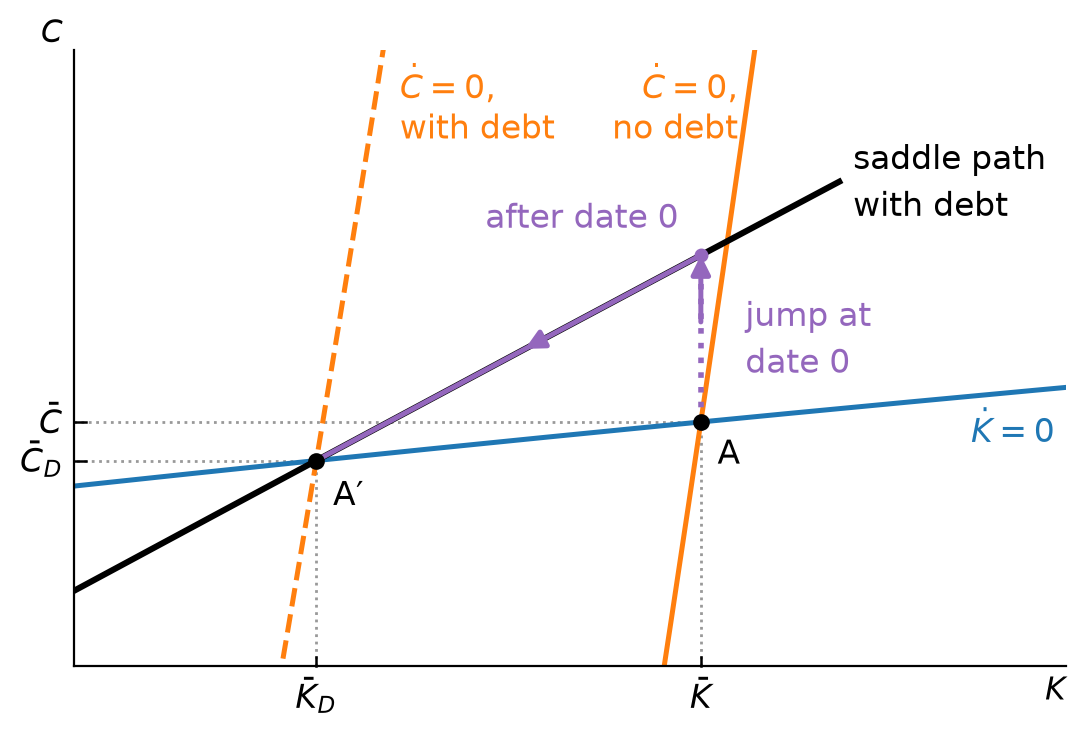 C
Ċ = 0,
with debt
Ċ = 0,
no debt
saddle path
with debt
after date 0
jump at
date 0
C̄
C̄_D
K̇ = 0
A
A′
K̄_D
K̄
K